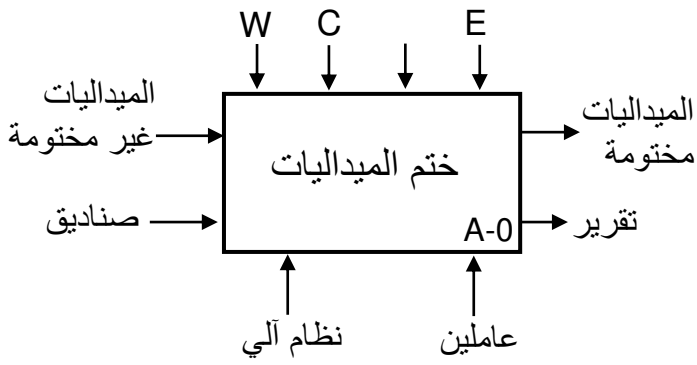 W
C
E
الميداليات
غير مختومة
الميداليات
مختومة
ختم الميداليات
صناديق
A-0
تقرير
نظام آلي
عاملين